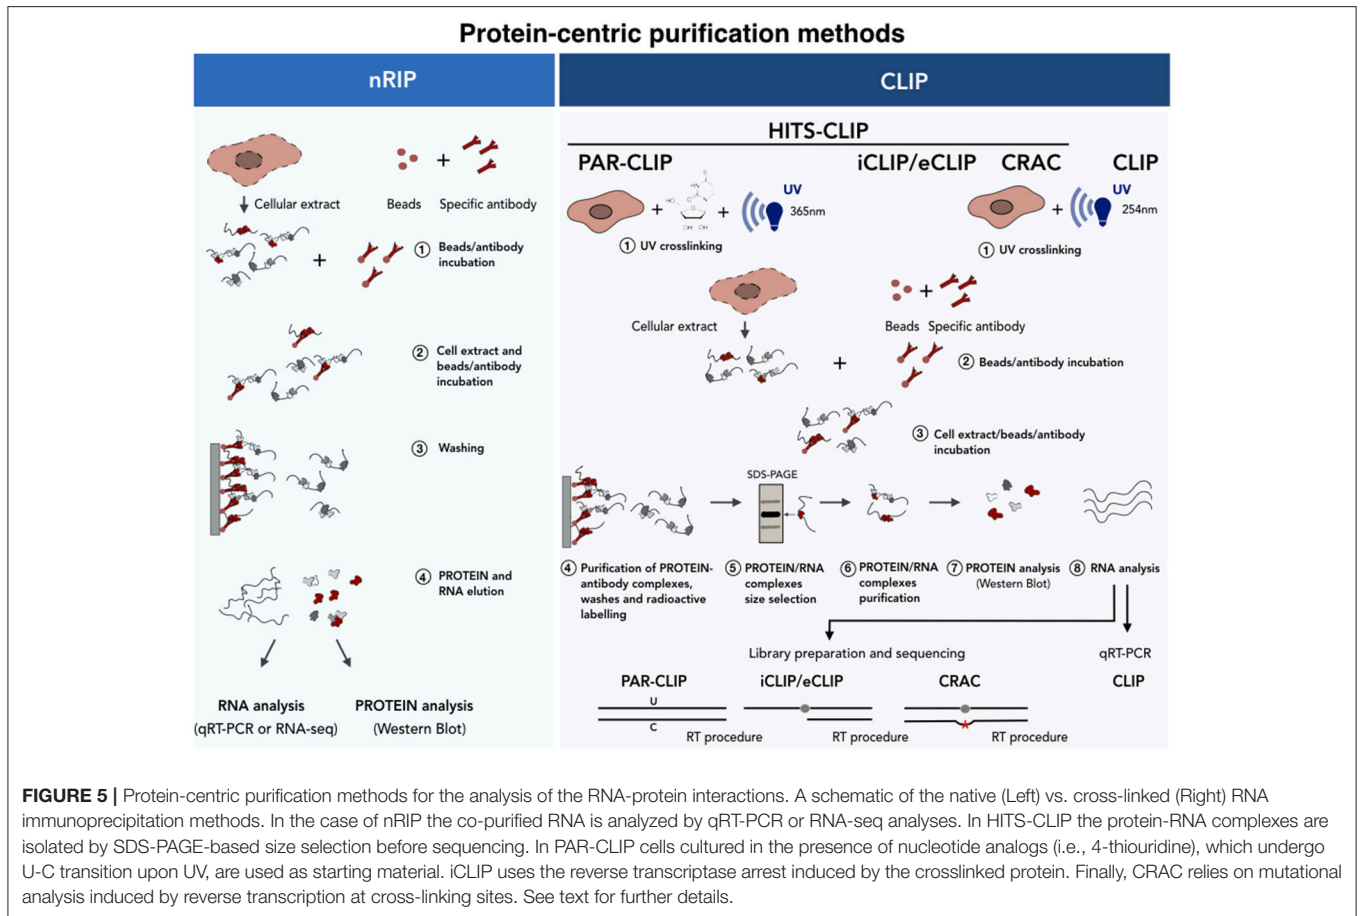 Protein-centric purification methods
nRIP
Cellular extract
+
Beads
Specific antibody
+
1 Beads/antibody
incubation
2 Cell extract and
beads/antibody
incubation
3 Washing
4 PROTEIN and
RNA elution
RNA analysis
(qRT-PCR or RNA-seq)
PROTEIN analysis
(Western Blot)
CLIP
HITS-CLIP
PAR-CLIP
iCLIP/eCLIP
CRAC
CLIP
+
+
UV
365nm
1 UV crosslinking
+
UV
254nm
1 UV crosslinking
Cellular extract
+
Beads Specific antibody
+
2 Beads/antibody incubation
3 Cell extract/beads/antibody
incubation
SDS-PAGE
4 Purification of PROTEIN-
antibody complexes,
washes and radioactive
labelling
5 PROTEIN/RNA
complexes
size selection
6 PROTEIN/RNA
complexes
purification
7 PROTEIN analysis
(Western Blot)
8 RNA analysis
Library preparation and sequencing
qRT-PCR
PAR-CLIP
U
C
RT procedure
iCLIP/eCLIP
RT procedure
CRAC
RT procedure
CLIP
FIGURE 5 | Protein-centric purification methods for the analysis of the RNA-protein interactions. A schematic of the native (Left) vs. cross-linked (Right) RNA
immunoprecipitation methods. In the case of nRIP the co-purified RNA is analyzed by qRT-PCR or RNA-seq analyses. In HITS-CLIP the protein-RNA complexes are
isolated by SDS-PAGE-based size selection before sequencing. In PAR-CLIP cells cultured in the presence of nucleotide analogs (i.e., 4-thiouridine), which undergo
U-C transition upon UV, are used as starting material. iCLIP uses the reverse transcriptase arrest induced by the crosslinked protein. Finally, CRAC relies on mutational
analysis induced by reverse transcription at cross-linking sites. See text for further details.